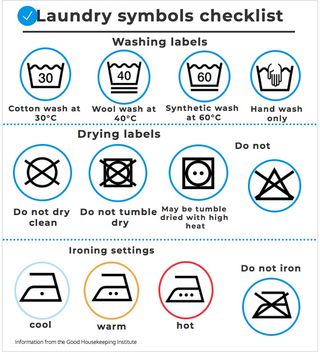 Laundry symbols checklist
Washing labels
30
40
60
Cotton wash at
30°C
Wool wash at
40°C
Synthetic wash
at 60°C
Hand wash
only
Drying labels
Do not
Do not dry
clean
Do not tumble
dry
May be tumble
dried with high
heat
Ironing settings
Do not iron
cool
warm
hot
Information from the Good Housekeeping Institute